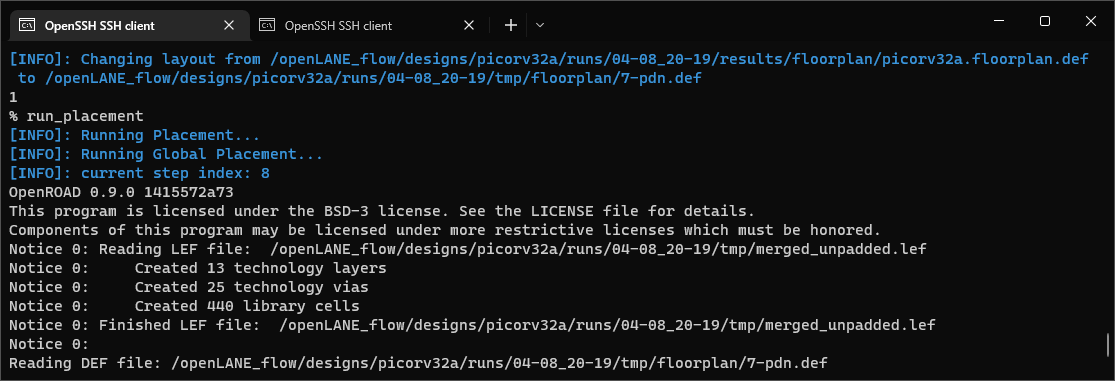 OpenSSH SSH client
OpenSSH SSH client
[INFO]: Changing layout from /openLANE_flow/designs/picorv32a/runs/04-08_20-19/results/floorplan/picorv32a.floorplan.def
 to /openLANE_flow/designs/picorv32a/runs/04-08_20-19/tmp/floorplan/7-pdn.def
1
% run_placement
[INFO]: Running Placement...
[INFO]: Running Global Placement...
[INFO]: current step index: 8
OpenROAD 0.9.0 1415572a73
This program is licensed under the BSD-3 license. See the LICENSE file for details.
Components of this program may be licensed under more restrictive licenses which must be honored.
Notice 0: Reading LEF file:  /openLANE_flow/designs/picorv32a/runs/04-08_20-19/tmp/merged_unpadded.lef
Notice 0:     Created 13 technology layers
Notice 0:     Created 25 technology vias
Notice 0:     Created 440 library cells
Notice 0: Finished LEF file:  /openLANE_flow/designs/picorv32a/runs/04-08_20-19/tmp/merged_unpadded.lef
Notice 0:
Reading DEF file: /openLANE_flow/designs/picorv32a/runs/04-08_20-19/tmp/floorplan/7-pdn.def